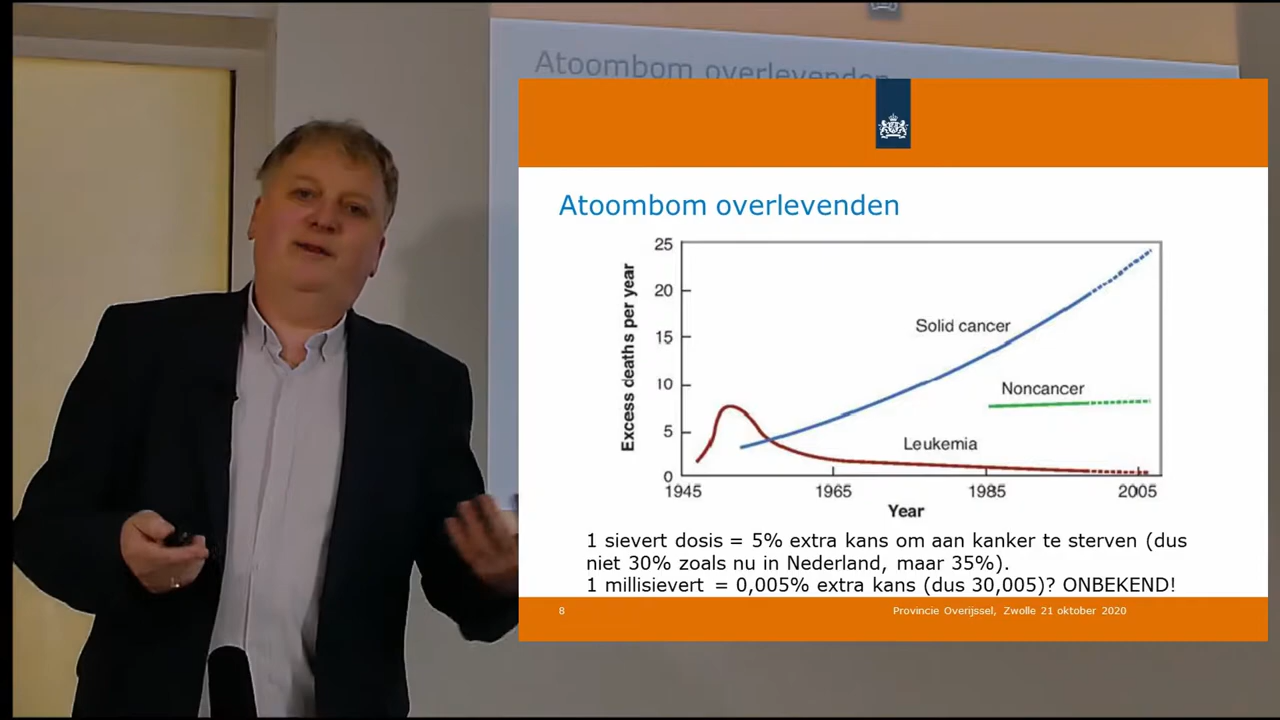 Atoombom overlevenden
Atoombom overlevenden
25
20
15
10
5
0
Excess deaths per year
Solid cancer
Noncancer
Leukemia
1945 1965 1985 2005
Year
1 sievert dosis = 5% extra kans om aan kanker te sterven (dus
niet 30% zoals nu in Nederland, maar 35%).
1 millisievert = 0,005% extra kans (dus 30,005)? ONBEKEND!
8 Provincie Overijssel, Zwolle 21 oktober 2020